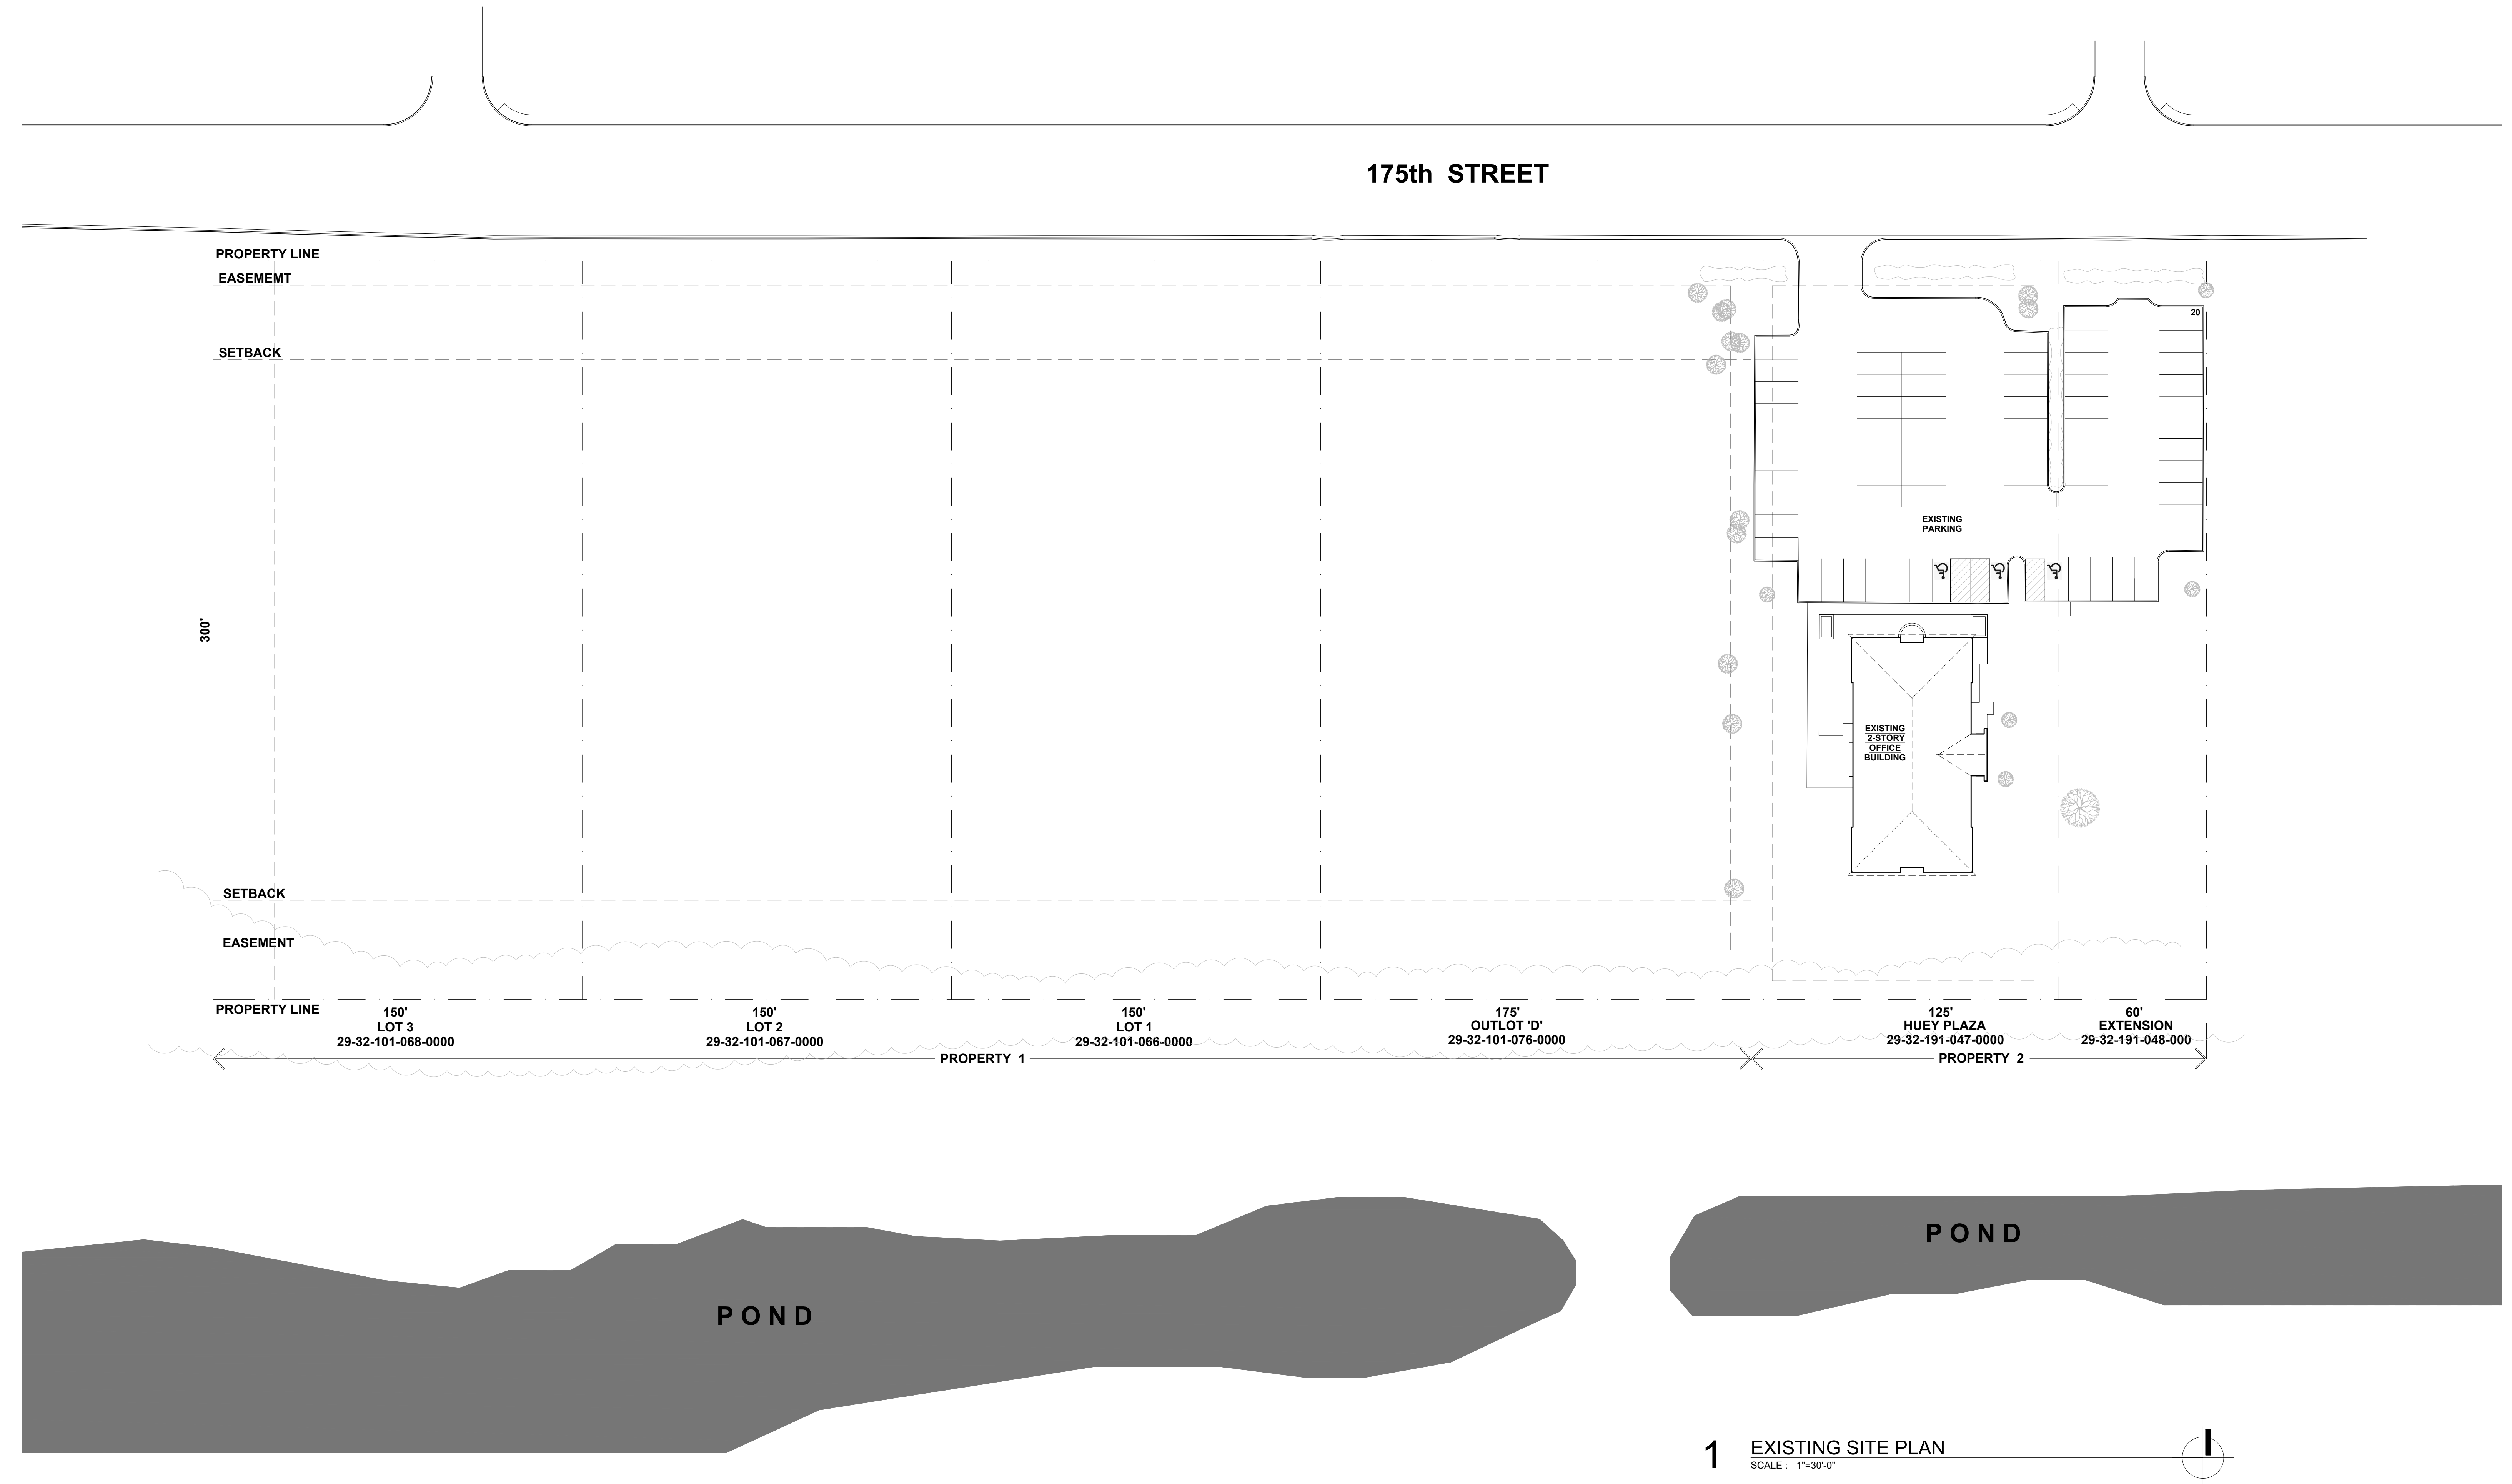 175th STREET
PROPERTY LINE
EASEMEMT
SETBACK
20
EXISTING
PARKING
300'
EXISTING
2-STORY
OFFICE
BUILDING
SETBACK
EASEMENT
PROPERTY LINE
150'
LOT 3
29-32-101-068-0000
150'
LOT 2
29-32-101-067-0000
150'
LOT 1
29-32-101-066-0000
175'
OUTLOT 'D'
29-32-101-076-0000
125'
HUEY PLAZA
29-32-191-047-0000
60'
EXTENSION
29-32-191-048-000
PROPERTY 1
PROPERTY 2
POND
POND
1 EXISTING SITE PLAN
SCALE : 1"=30'-0"